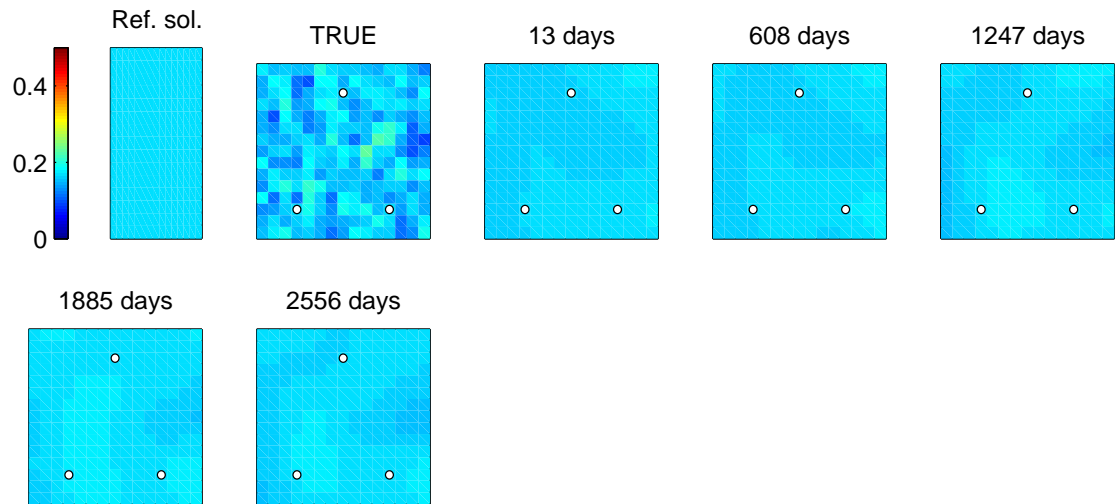 Ref. sol.
TRUE
13 days
608 days
1247 days
0.4
0.2
0
1885 days
2556 days